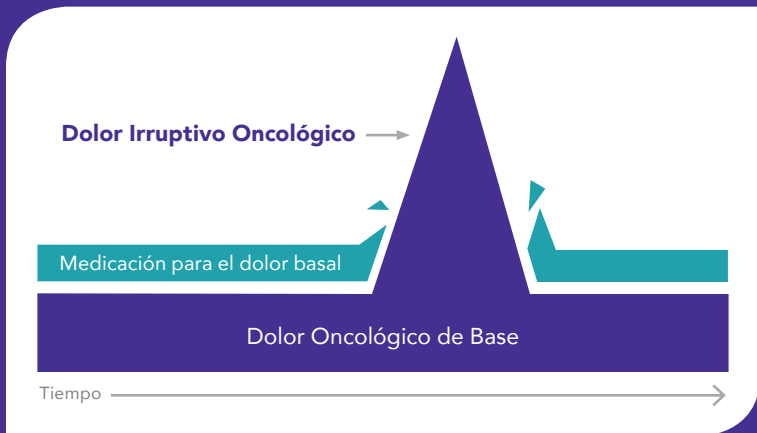 Dolor Irruptivo Oncológico
Medicación para el dolor basal
Dolor Oncológico de Base
Tiempo